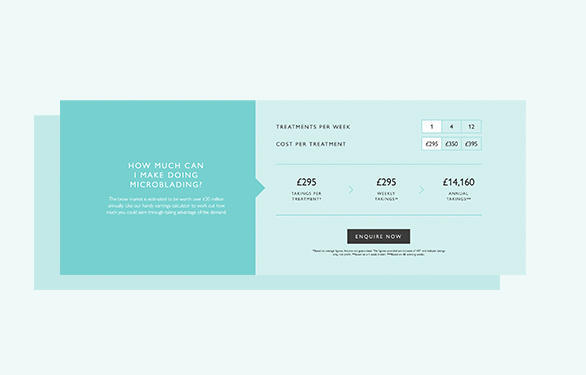 HOW MUCH CAN
I MAKE DOING
MICROBLADING?
The brow market is estimated to be worth over £20 million
annually. Use our handy earnings calculator to work out how
much you could earn through taking advantage of the demand.
TREATMENTS PER WEEK
1 4 12
COST PER TREATMENT
£295 £350 £395
£295
TAKINGS PER
TREATMENT*
£295
WEEKLY
TAKINGS**
£14,160
ANNUAL
TAKINGS***
ENQUIRE NOW